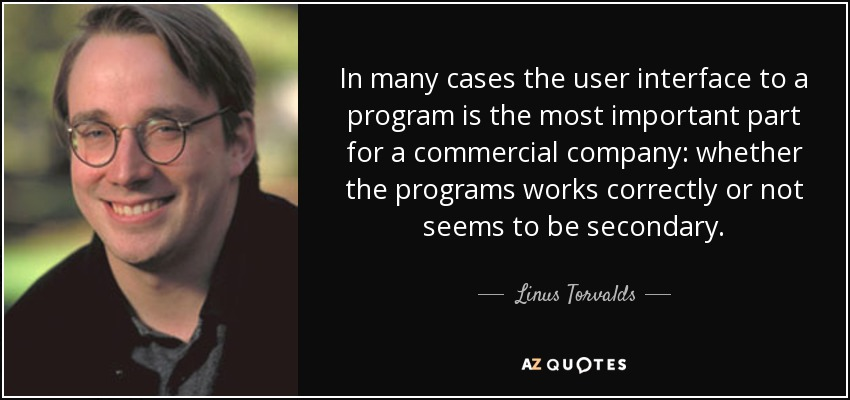 In many cases the user interface to a
program is the most important part
for a commercial company: whether
the programs works correctly or not
seems to be secondary.
Linus Torvalds
AZ QUOTES